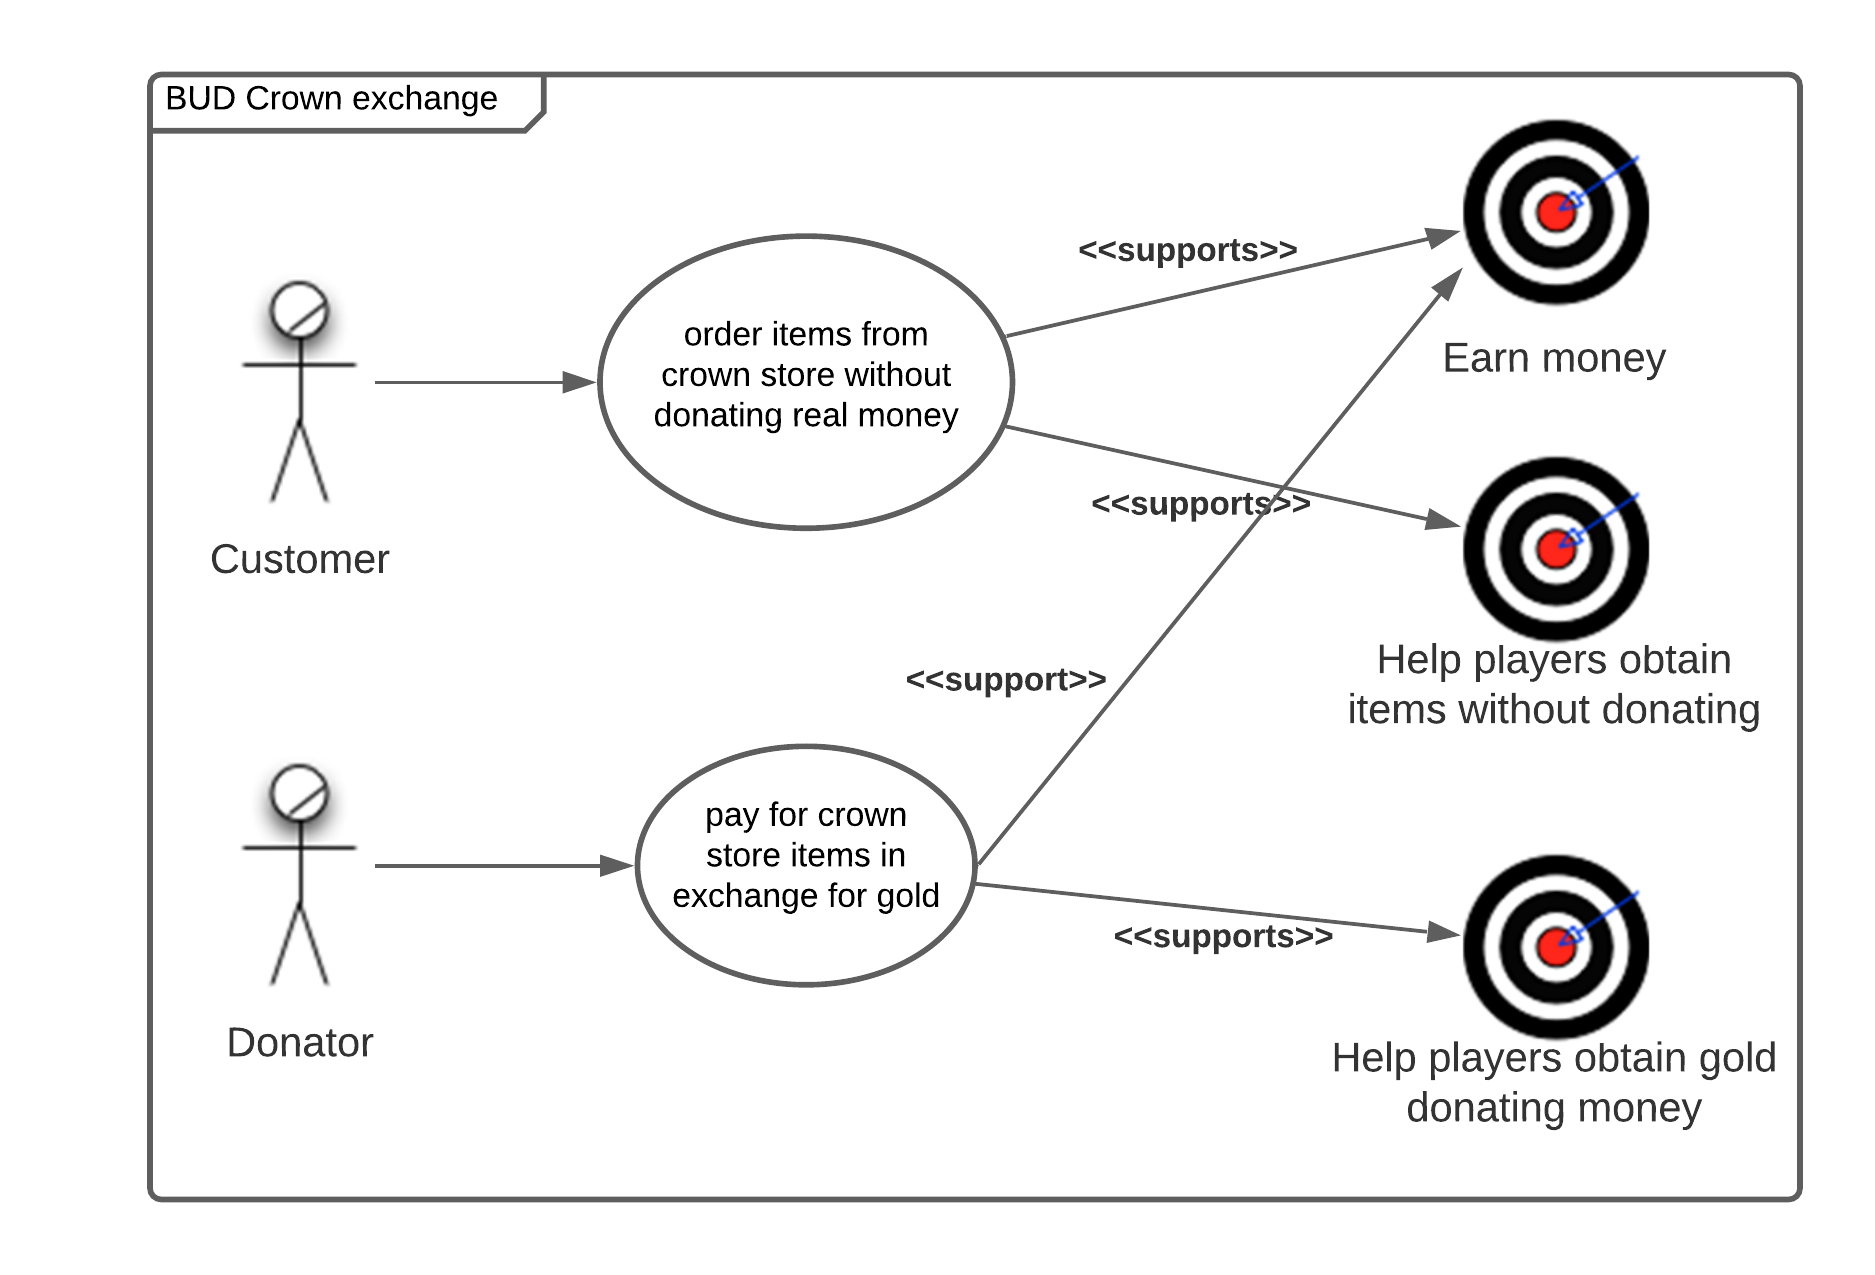 BUD Crown exchange
<<supports>>
order items from
crown store without
donating real money
Earn money
<<supports>>
Customer
Help players obtain
items without donating
<<support>>
pay for crown
store items in
exchange for gold
<<supports>>
Donator
Help players obtain gold
donating money